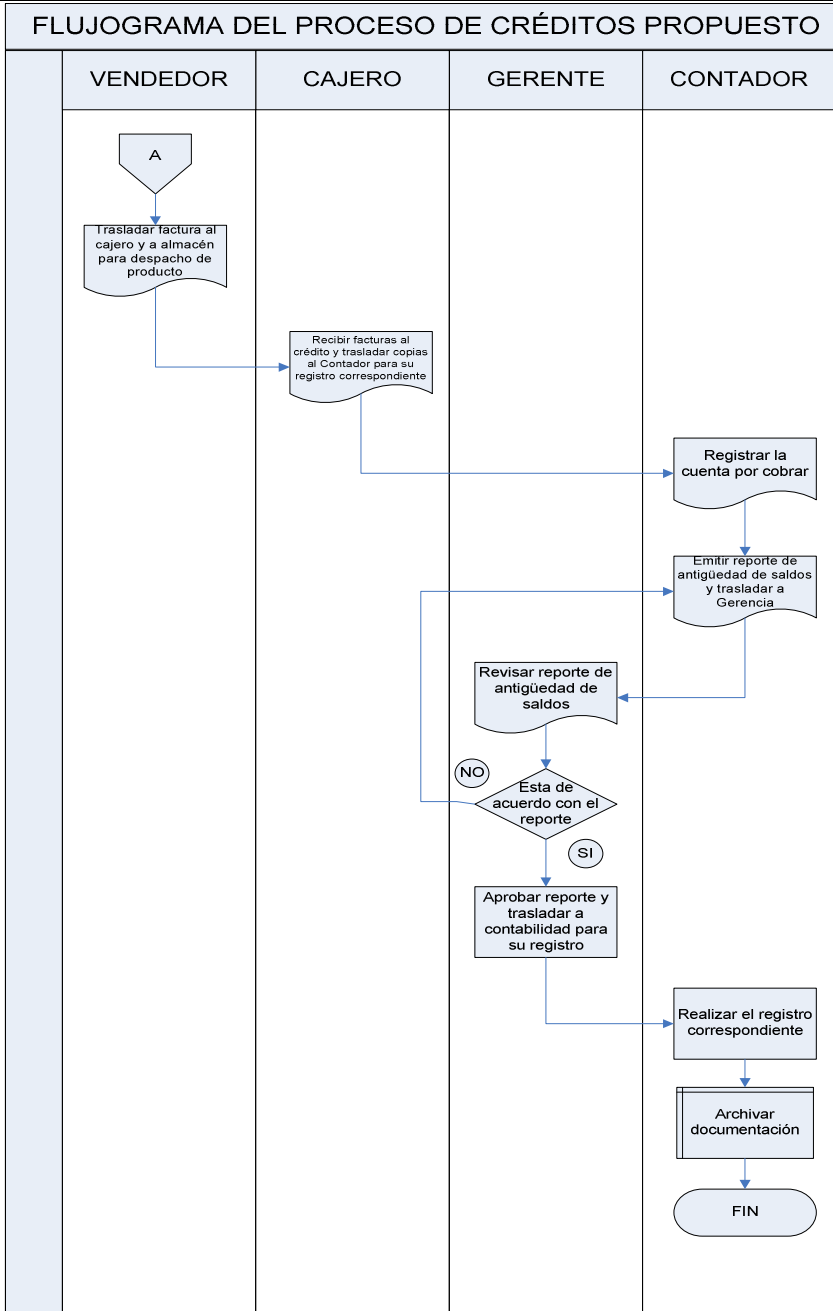 FLUJOGRAMA DEL PROCESO DE CRÉDITOS PROPUESTO
VENDEDOR
CAJERO
GERENTE
CONTADOR
A
Trasladar factura al
cajero y a almacén
para despacho de
producto
Recibir facturas al
crédito y trasladar copias
al Contador para su
registro correspondiente
Registrar la
cuenta por cobrar
Emitir reporte de
antigüedad de saldos
y trasladar a
Gerencia
Revisar reporte de
antigüedad de
saldos
NO
Esta de
acuerdo con el
reporte
SI
Aprobar reporte y
trasladar a
contabilidad para
su registro
Realizar el registro
correspondiente
Archivar
documentación
FIN